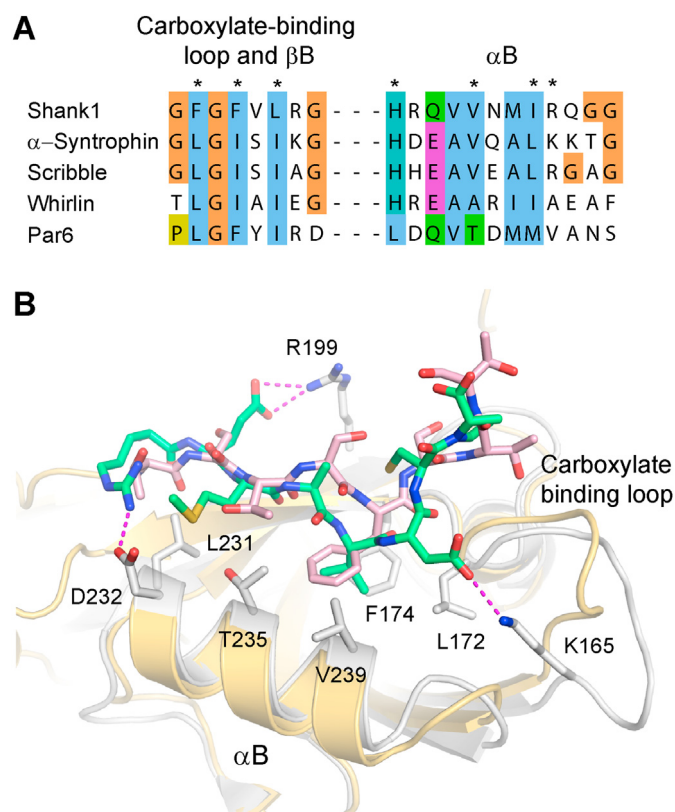 A
Carboxylate-binding
loop and βB
αB
* * * * * * *
Shank1 G F G F V L R G - - - H R Q V V N M I R Q G G
α−Syntrophin G L G I S I K G - - - H D E A V Q A L K K T G
Scribble G L G I S I A G - - - H H E A V E A L R G A G
Whirlin T L G I A I E G - - - H R E A A R I I A E A F
Par6 P L G F Y I R D - - - L D Q V T D M M V A N S
B
R199
Carboxylate
binding loop
L231
D232
T235
F174
L172
K165
V239
αB